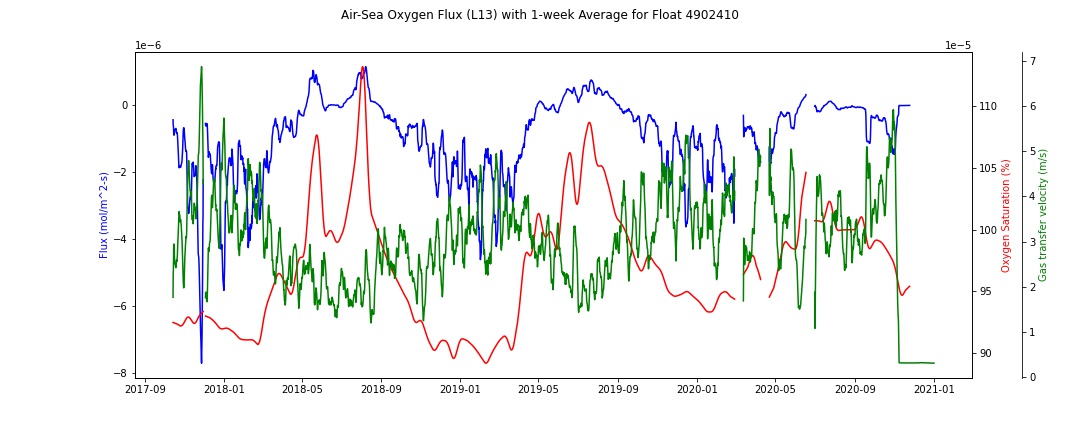 Air-Sea Oxygen Flux (L13) with 1-week Average for Float 4902410
1e−6
1e−5
0
−2
−4
−6
−8
Flux (mol/m^2-s)
110
105
100
95
90
Oxygen Saturation (%)
7
6
5
4
3
2
1
0
Gas transfer velocity (m/s)
2017-09 2018-01 2018-05 2018-09 2019-01 2019-05 2019-09 2020-01 2020-05 2020-09 2021-01